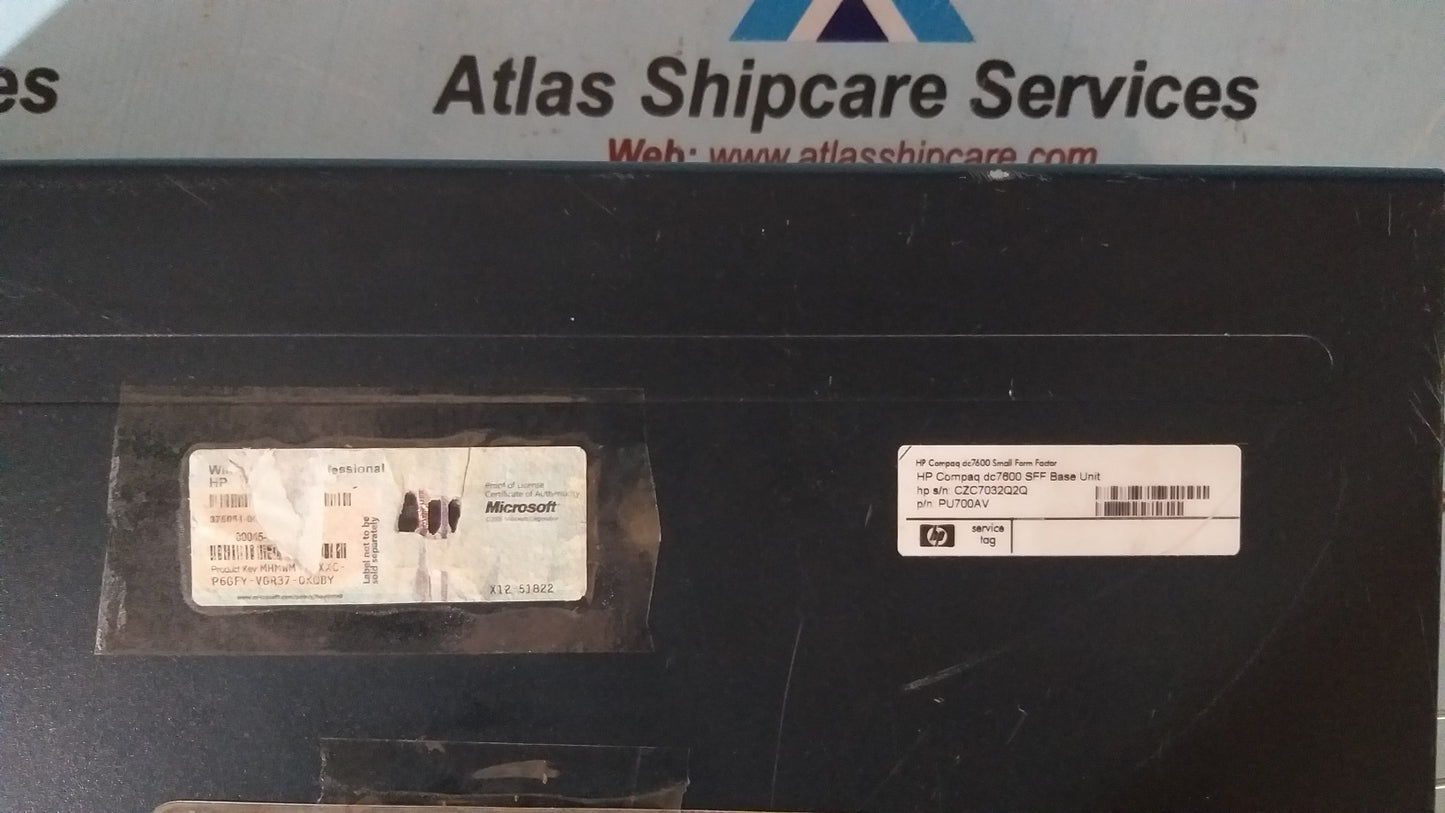 es
Atlas Shipcare Services
Web: www.atlasshipcare.com
fessional
HP
Proof of License
Certificate of Authenticity
Microsoft
Label not to be
sold separately
Product Key: MHMWM
P6GFY-VGR37-
X12-51822
HP Compaq dc7600 Small Form Factor
HP Compaq dc7600 SFF Base Unit
hp s/n: CZC7032Q2Q
p/n: PU700AV
hp
service
tag